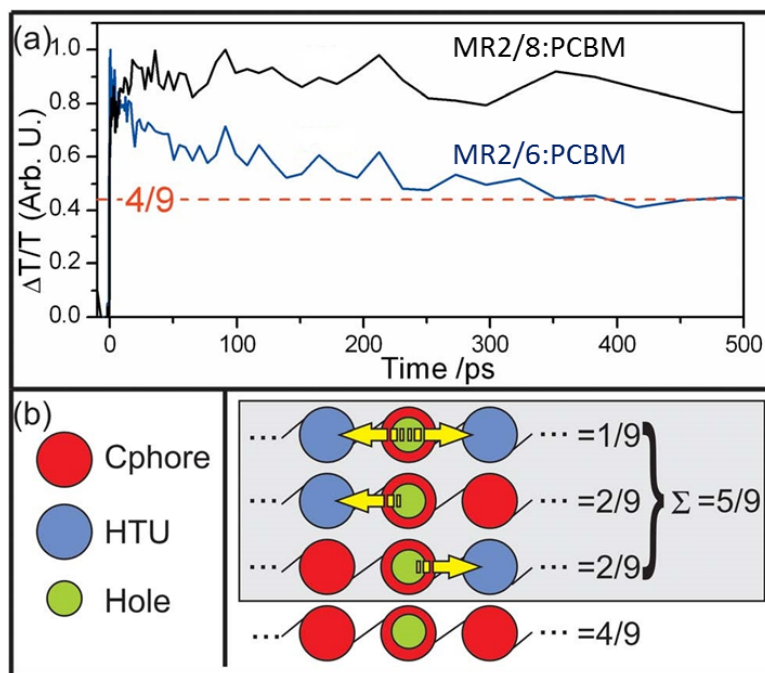 (a)
ΔT/T (Arb. U.)
1.0
0.8
0.6
0.4
0.2
0.0
MR2/8:PCBM
MR2/6:PCBM
4/9
0 100 200 300 400 500
Time /ps
(b)
Cphore
HTU
Hole
... ... =1/9
... ... =2/9
Σ =5/9
... ... =2/9
... ... =4/9